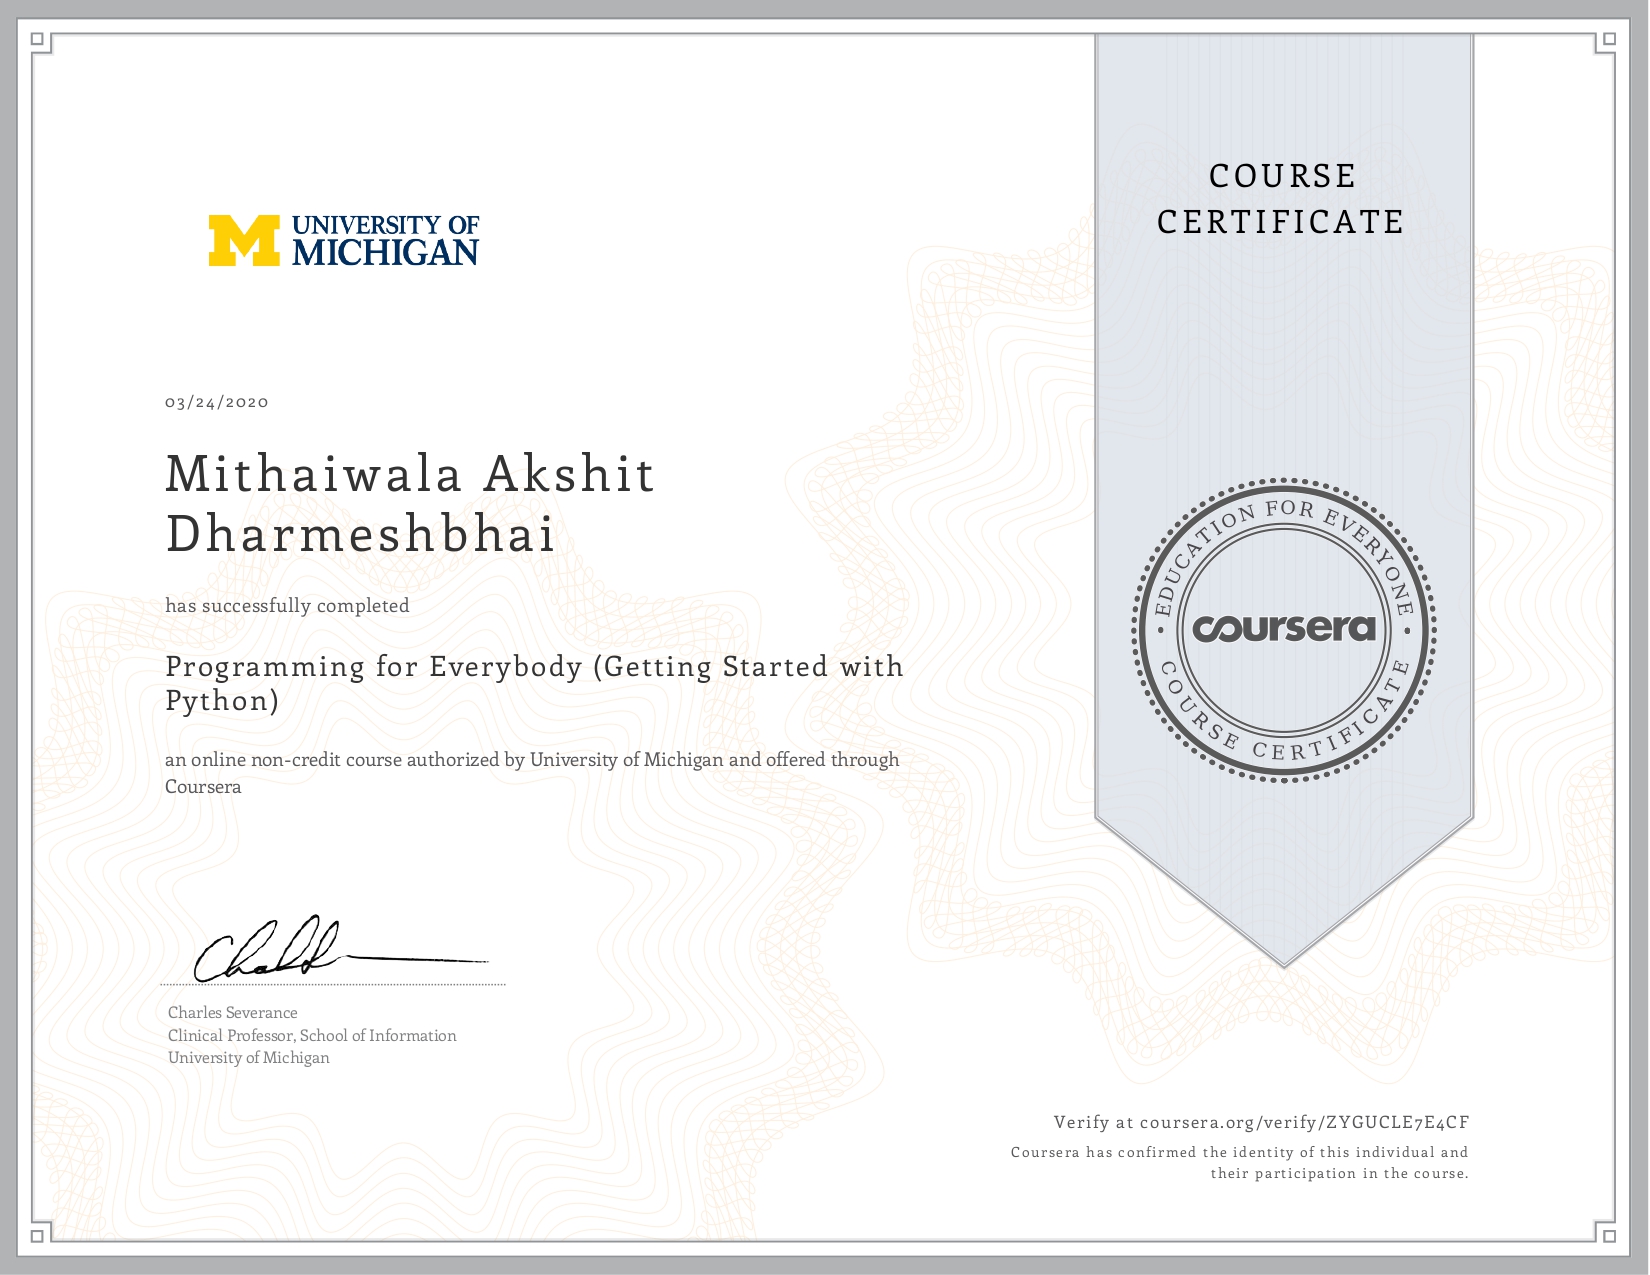 UNIVERSITY OF
MICHIGAN
COURSE
CERTIFICATE
03/24/2020
Mithaiwala Akshit
Dharmeshbhai
has successfully completed
Programming for Everybody (Getting Started with
Python)
an online non-credit course authorized by University of Michigan and offered through
Coursera
EDUCATION FOR EVERYONE
coursera
COURSE CERTIFICATE
Charles Severance
Clinical Professor, School of Information
University of Michigan
Verify at coursera.org/verify/ZYGUCLE7E4CF
Coursera has confirmed the identity of this individual and
their participation in the course.